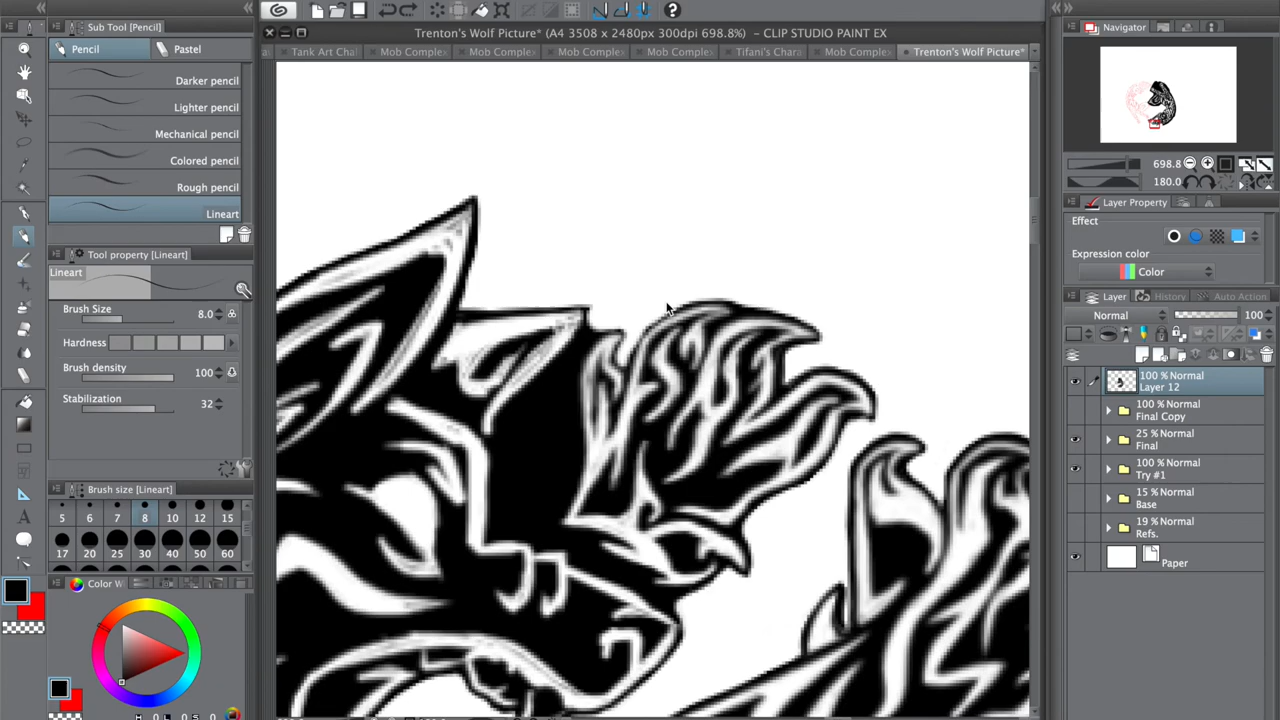 Sub Tool [Pencil]
Pencil
Pastel
Darker pencil
Lighter pencil
Mechanical pencil
Colored pencil
Rough pencil
Lineart
Tool property [Lineart]
Lineart
Brush Size 8.0
Hardness
Brush density 100
Stabilization 32
Brush size [Lineart]
5 6 7 8 10 12 15
17 20 25 30 40 50 60
Color W
H 0 S 0
Trenton's Wolf Picture* (A4 3508 x 2480px 300dpi 698.8%) - CLIP STUDIO PAINT EX
Tank Art Cha
Mob Comple
Mob Comple
Mob Comple
Mob Comple
Tifani's Chara
Mob Comple
Trenton's Wolf Picture*
Navigator
698.8
180.0
Layer Property
Effect
Expression color
Color
Layer
History
Auto Action
Normal 100
100 % Normal
Layer 12
100 % Normal
Final Copy
25 % Normal
Final
100 % Normal
Try #1
15 % Normal
Base
19 % Normal
Refs.
Paper